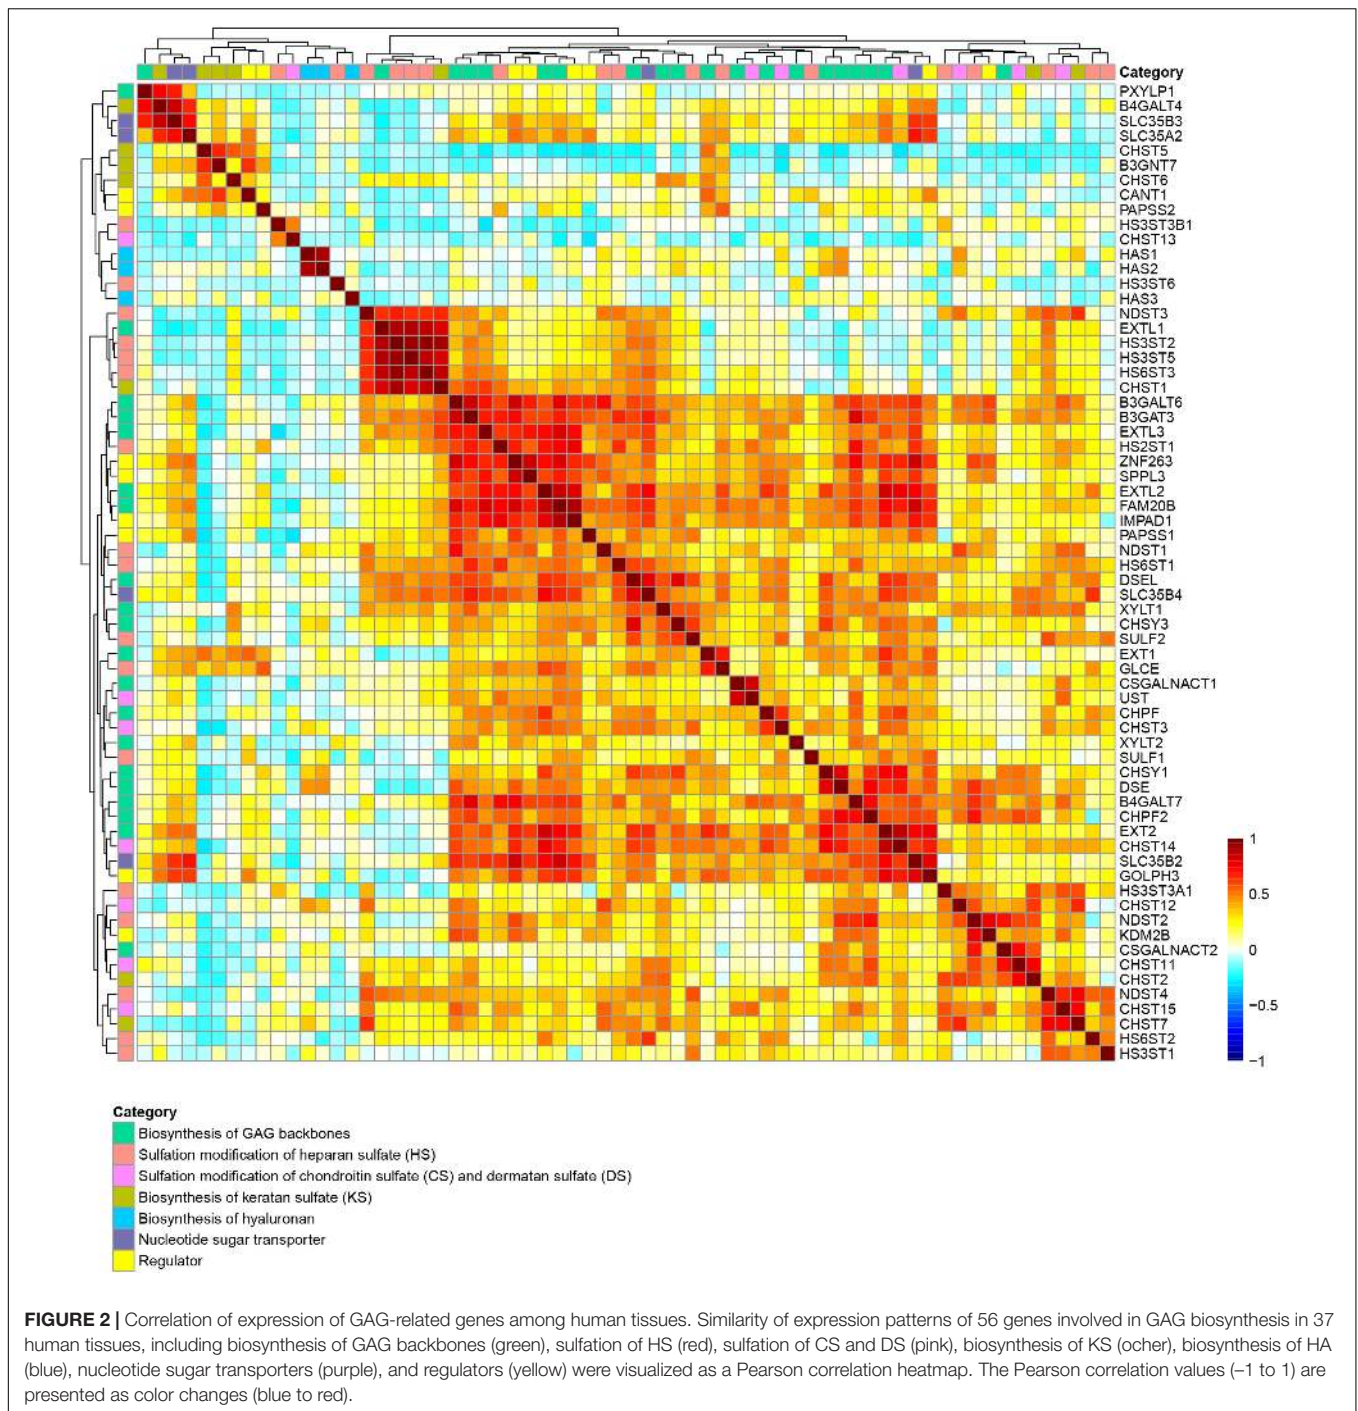 Category
PXYLP1
B4GALT4
SLC35B3
SLC35A2
CHST5
B3GNT7
CHST6
CANT1
PAPSS2
HS3ST3B1
CHST13
HAS1
HAS2
HS3ST6
HAS3
NDST3
EXTL1
HS3ST2
HS3ST5
HS6ST3
CHST1
B3GALT6
B3GAT3
EXTL3
HS2ST1
ZNF263
SPPL3
EXTL2
FAM20B
IMPAD1
PAPSS1
NDST1
HS6ST1
DSEL
SLC35B4
XYLT1
CHSY3
SULF2
EXT1
GLCE
CSGALNACT1
UST
CHPF
CHST3
XYLT2
SULF1
CHSY1
DSE
B4GALT7
CHPF2
EXT2
CHST14
SLC35B2
GOLPH3
HS3ST3A1
CHST12
NDST2
KDM2B
CSGALNACT2
CHST11
CHST2
NDST4
CHST15
CHST7
HS6ST2
HS3ST1
1
0.5
0
−0.5
−1
Category
Biosynthesis of GAG backbones
Sulfation modification of heparan sulfate (HS)
Sulfation modification of chondroitin sulfate (CS) and dermatan sulfate (DS)
Biosynthesis of keratan sulfate (KS)
Biosynthesis of hyaluronan
Nucleotide sugar transporter
Regulator
FIGURE 2 | Correlation of expression of GAG-related genes among human tissues. Similarity of expression patterns of 56 genes involved in GAG biosynthesis in 37
human tissues, including biosynthesis of GAG backbones (green), sulfation of HS (red), sulfation of CS and DS (pink), biosynthesis of KS (ocher), biosynthesis of HA
(blue), nucleotide sugar transporters (purple), and regulators (yellow) were visualized as a Pearson correlation heatmap. The Pearson correlation values (–1 to 1) are
presented as color changes (blue to red).